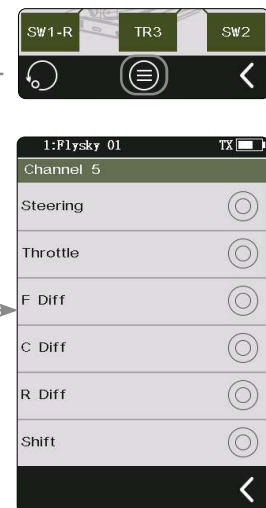 SW1-R TR3 SW2
1:Flysky 01 TX
Channel 5
Steering
Throttle
F Diff
C Diff
R Diff
Shift